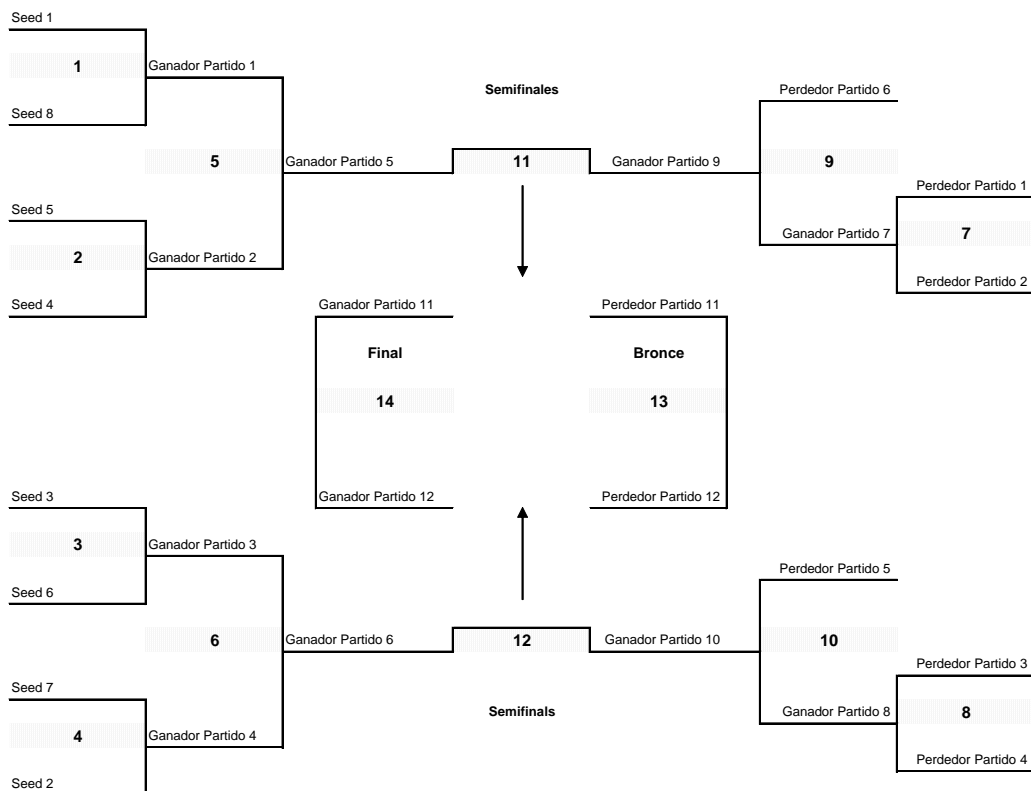 Seed 1
1
Ganador Partido 1
Semifinales
Perdedor Partido 6
Seed 8
5
Ganador Partido 5
11
Ganador Partido 9
9
Perdedor Partido 1
Seed 5
2
Ganador Partido 2
Ganador Partido 7
7
Perdedor Partido 2
Seed 4
Ganador Partido 11
Perdedor Partido 11
Final
Bronce
14
13
Seed 3
Ganador Partido 12
Perdedor Partido 12
3
Ganador Partido 3
Perdedor Partido 5
Seed 6
6
Ganador Partido 6
12
Ganador Partido 10
10
Perdedor Partido 3
Seed 7
Semifinals
Ganador Partido 8
8
4
Ganador Partido 4
Perdedor Partido 4
Seed 2